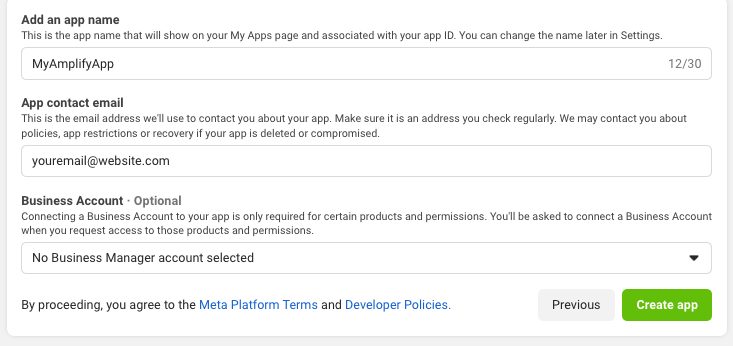 Add an app name
This is the app name that will show on your My Apps page and associated with your app ID. You can change the name later in Settings.
MyAmplifyApp 12/30
App contact email
This is the email address we'll use to contact you about your app. Make sure it is an address you check regularly. We may contact you about
policies, app restrictions or recovery if your app is deleted or compromised.
youremail@website.com
Business Account · Optional
Connecting a Business Account to your app is only required for certain products and permissions. You'll be asked to connect a Business Account
when you request access to those products and permissions.
No Business Manager account selected
By proceeding, you agree to the Meta Platform Terms and Developer Policies. Previous Create app